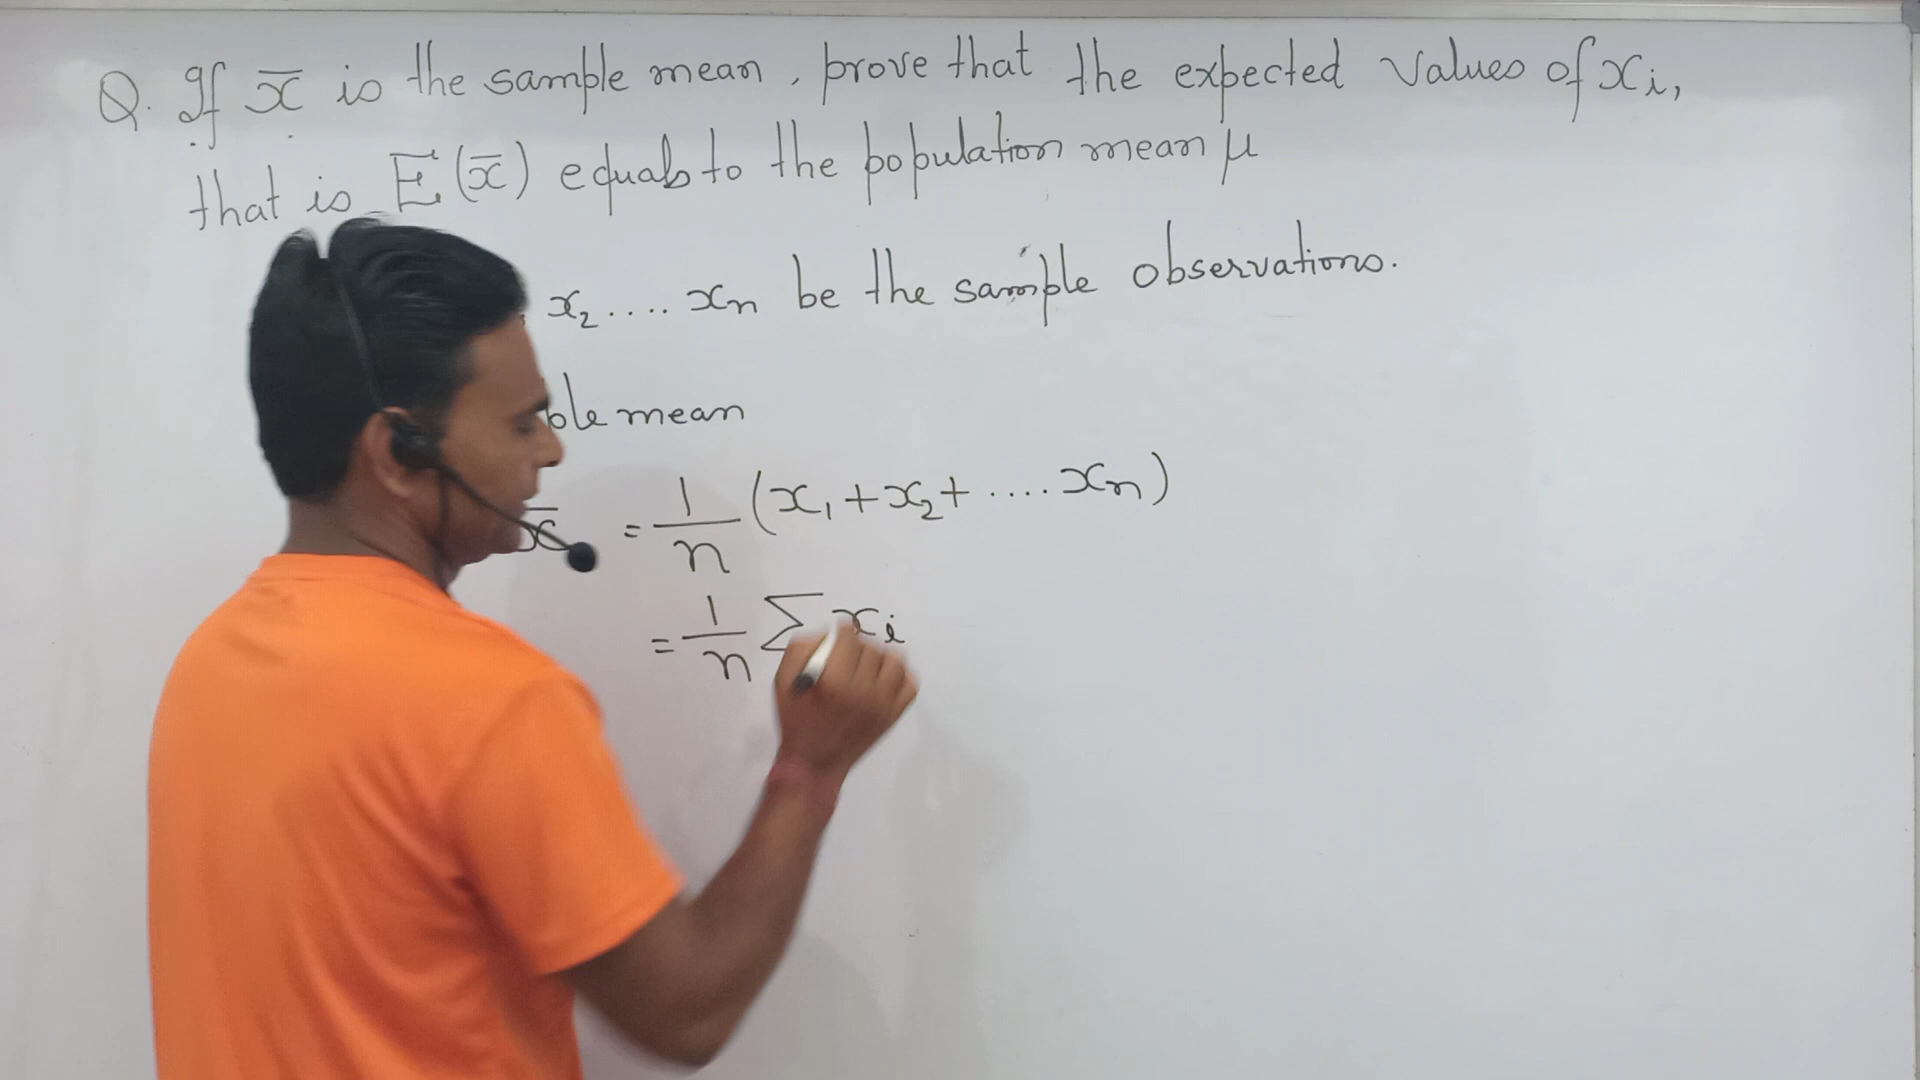 Q. If x̄ is the sample mean, prove that the expected values of xi,
that is E(x̄) equals to the population mean μ
x₂ .... xn be the sample observations.
ple mean
x̄ = 1/n (x₁ + x₂ + .... xn)
= 1/n ∑ xi